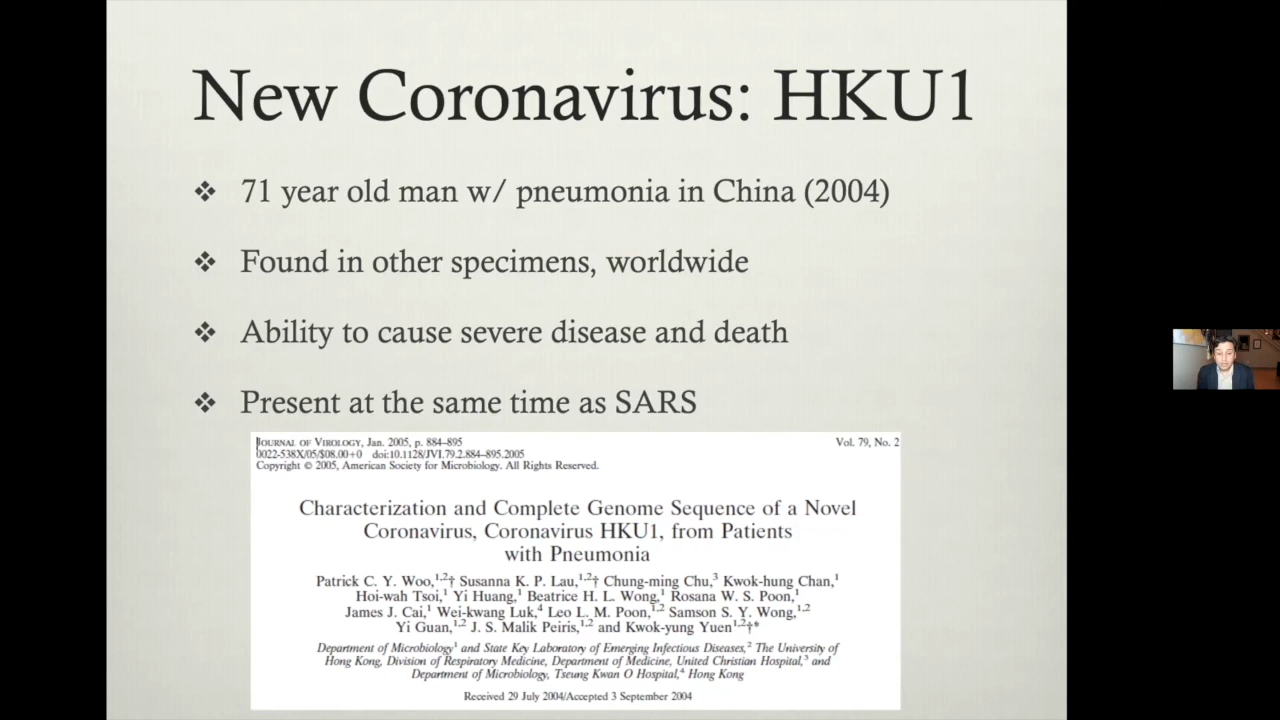 New Coronavirus: HKU1
❖ 71 year old man w/ pneumonia in China (2004)
❖ Found in other specimens, worldwide
❖ Ability to cause severe disease and death
❖ Present at the same time as SARS
JOURNAL OF VIROLOGY, Jan. 2005, p. 884–895 Vol. 79, No. 2
0022-538X/05/$08.00+0 doi:10.1128/JVI.79.2.884–895.2005
Copyright © 2005, American Society for Microbiology. All Rights Reserved.
Characterization and Complete Genome Sequence of a Novel
Coronavirus, Coronavirus HKU1, from Patients
with Pneumonia
Patrick C. Y. Woo,1,2† Susanna K. P. Lau,1,2† Chung-ming Chu,3 Kwok-hung Chan,1
Hoi-wah Tsoi,1 Yi Huang,1 Beatrice H. L. Wong,1 Rosana W. S. Poon,1
James J. Cai,1 Wei-kwang Luk,4 Leo L. M. Poon,1,2 Samson S. Y. Wong,1,2
Yi Guan,1,2 J. S. Malik Peiris,1,2 and Kwok-yung Yuen1,2†*
Department of Microbiology1 and State Key Laboratory of Emerging Infectious Diseases,2 The University of
Hong Kong, Division of Respiratory Medicine, Department of Medicine, United Christian Hospital,3 and
Department of Microbiology, Tseung Kwan O Hospital,4 Hong Kong
Received 29 July 2004/Accepted 3 September 2004